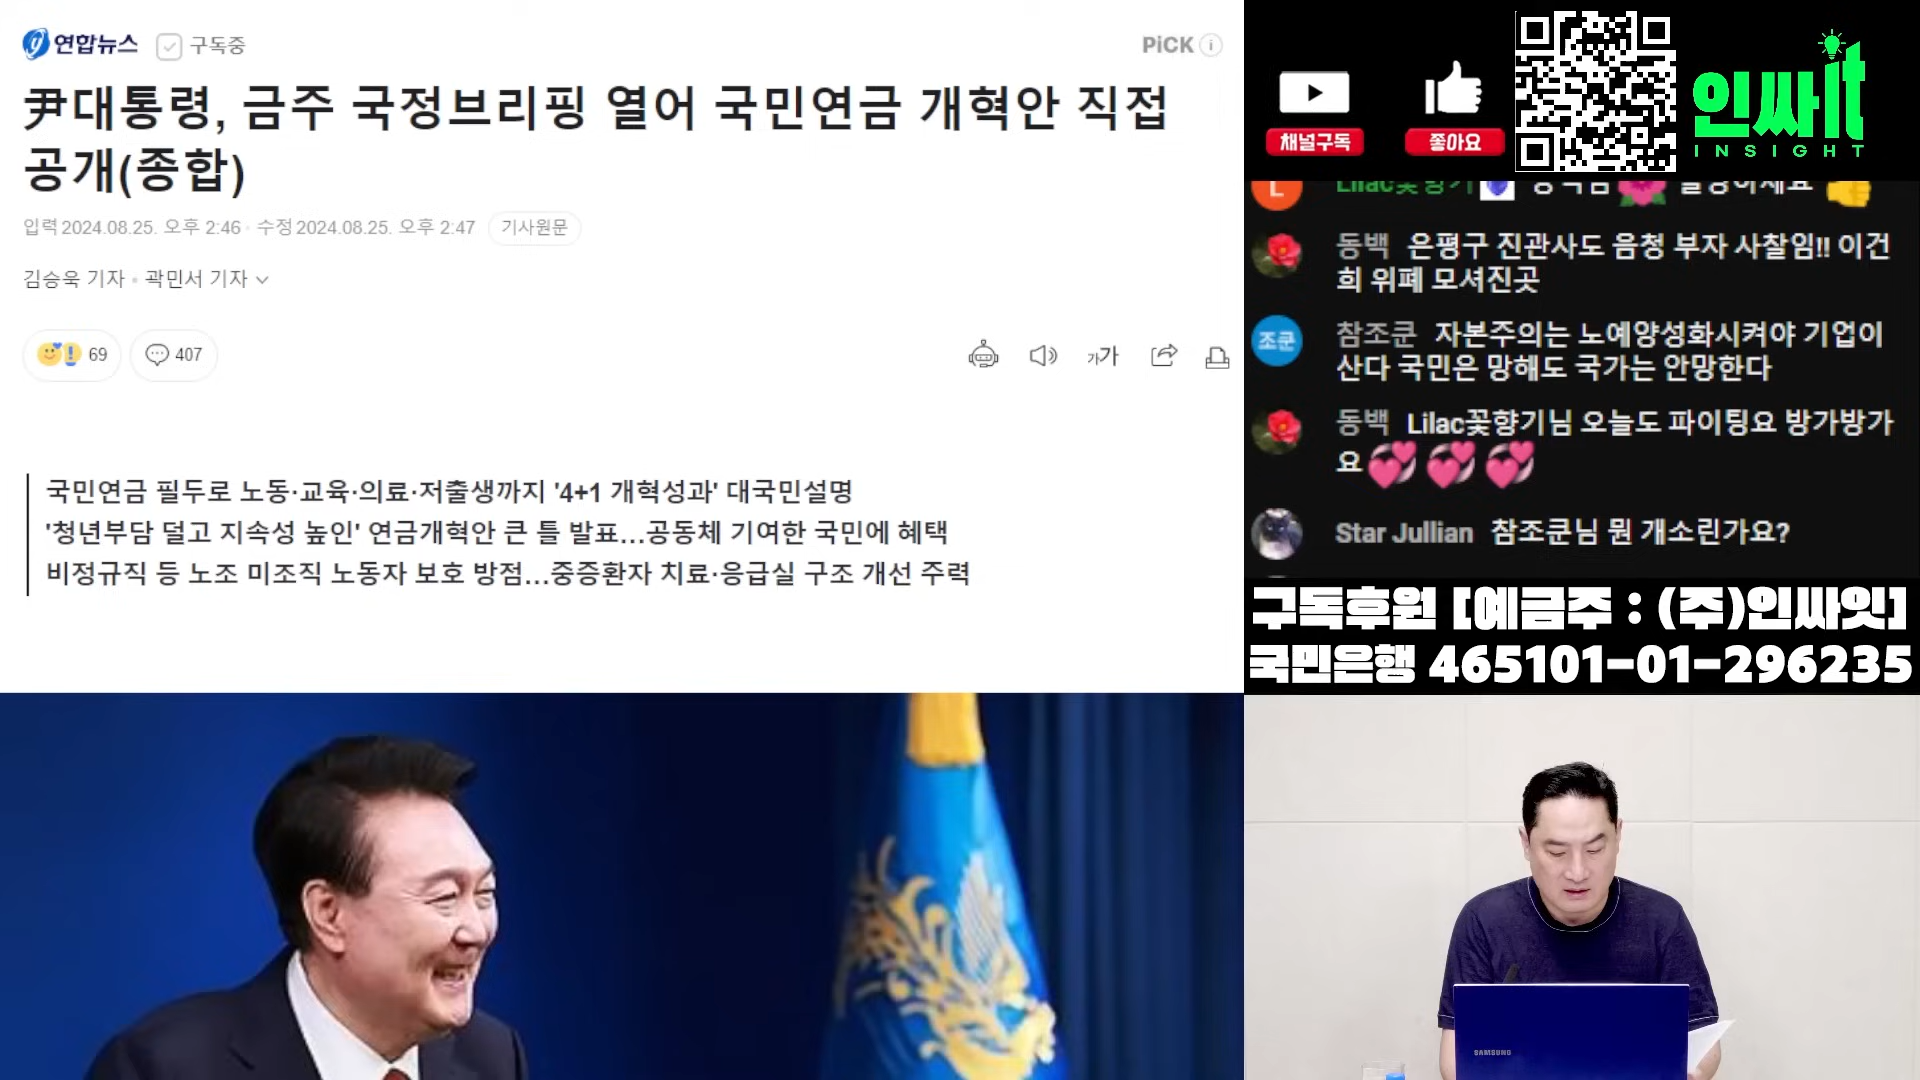 연합뉴스 구독중
PiCK
尹대통령, 금주 국정브리핑 열어 국민연금 개혁안 직접
공개(종합)
입력 2024.08.25. 오후 2:46 · 수정 2024.08.25. 오후 2:47 기사원문
김승욱 기자 곽민서 기자
69 407
가가
국민연금 필두로 노동·교육·의료·저출생까지 '4+1 개혁성과' 대국민설명
'청년부담 덜고 지속성 높인' 연금개혁안 큰 틀 발표…공동체 기여한 국민에 혜택
비정규직 등 노조 미조직 노동자 보호 방점…중증환자 치료·응급실 구조 개선 주력
채널구독
좋아요
인싸it
INSIGHT
L Lilac꽃향기
동백 은평구 진관사도 음청 부자 사찰임!! 이건
희 위폐 모셔진곳
조쿤 참조쿤 자본주의는 노예양성화시켜야 기업이
산다 국민은 망해도 국가는 안망한다
동백 Lilac꽃향기님 오늘도 파이팅요 방가방가
요
Star Jullian 참조쿤님 뭔 개소린가요?
구독후원 [예금주 : (주)인싸잇]
국민은행 465101-01-296235
SAMSUNG